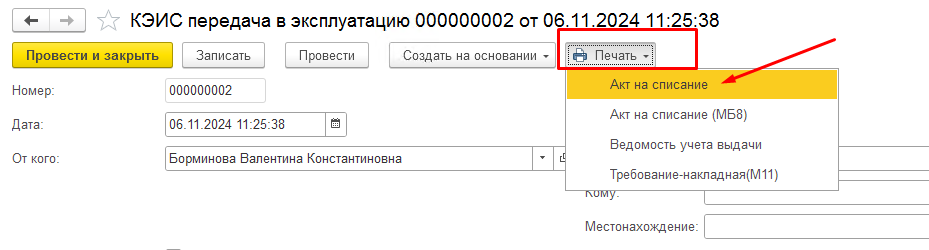 КЭИС передача в эксплуатацию 000000002 от 06.11.2024 11:25:38
Провести и закрыть Записать Провести Создать на основании Печать
Акт на списание
Акт на списание (МБ8)
Ведомость учета выдачи
Требование-накладная(М11)
Номер: 000000002
Дата: 06.11.2024 11:25:38
От кого: Борминова Валентина Константиновна
Кому:
Местонахождение: